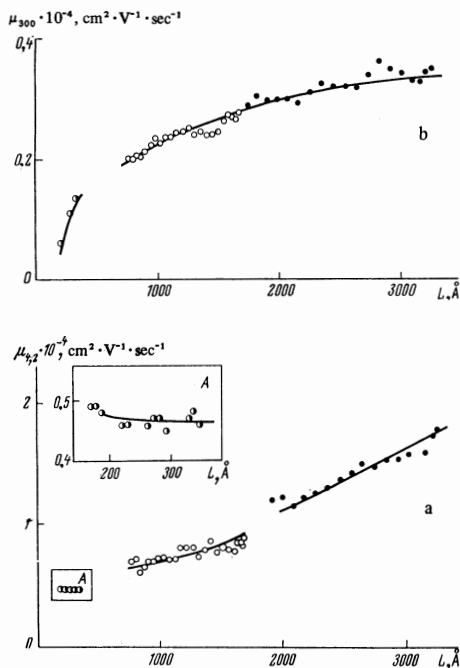 μ₃₀₀ · 10⁻⁴, cm² · V⁻¹ · sec⁻¹
0,4
b
0.2
0
1000
2000
3000
L, Å
μ₄,₂ · 10⁻⁴, cm² · V⁻¹ · sec⁻¹
A
2
0,5
0,4
200
300
L, Å
a
1
A
0
1000
2000
3000
L, Å